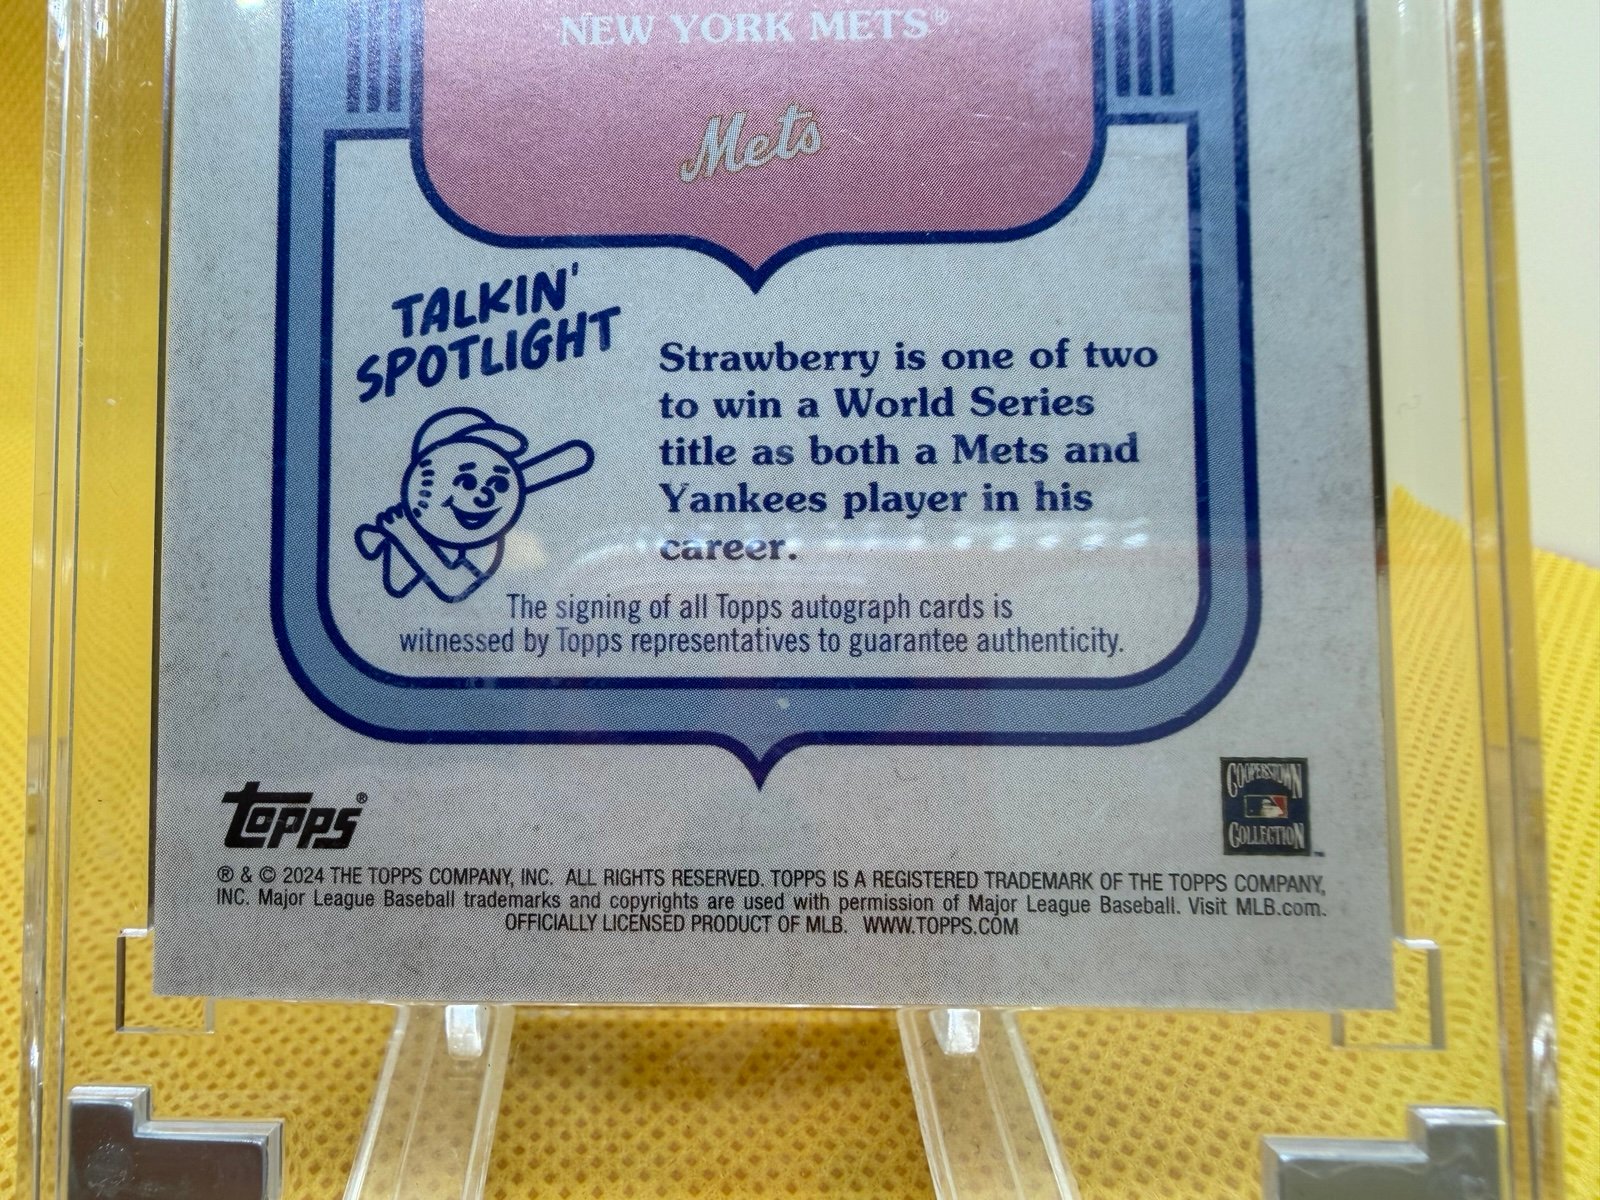 NEW YORK METS®
Mets
TALKIN'
SPOTLIGHT
Strawberry is one of two
to win a World Series
title as both a Mets and
Yankees player in his
career.
The signing of all Topps autograph cards is
witnessed by Topps representatives to guarantee authenticity.
Topps®
COOPERSTOWN
COLLECTION™
® & © 2024 THE TOPPS COMPANY, INC. ALL RIGHTS RESERVED. TOPPS IS A REGISTERED TRADEMARK OF THE TOPPS COMPANY,
INC. Major League Baseball trademarks and copyrights are used with permission of Major League Baseball. Visit MLB.com.
OFFICIALLY LICENSED PRODUCT OF MLB. WWW.TOPPS.COM